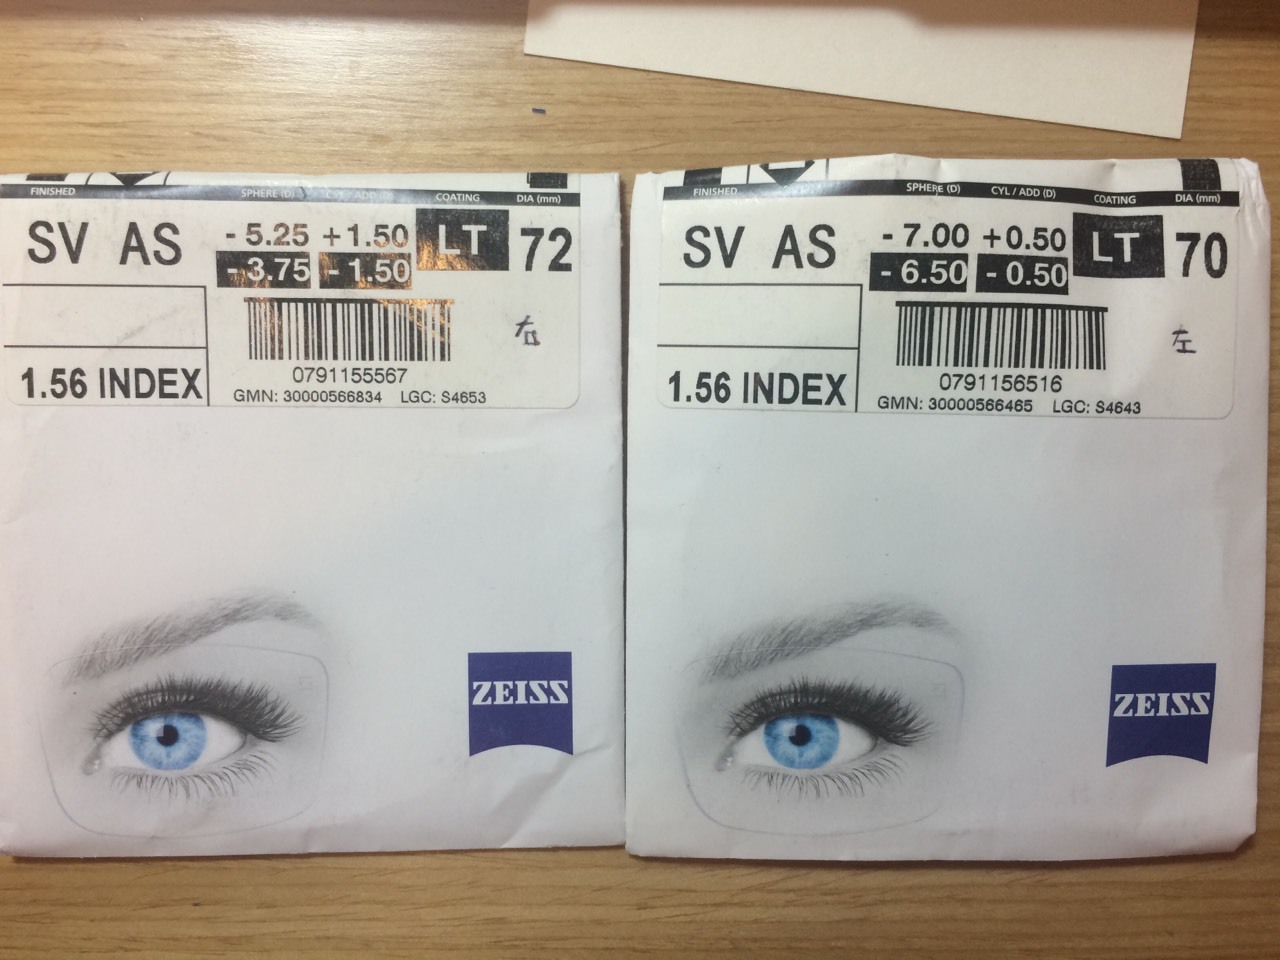 FINISHED SPHERE (D) CYL / ADD (D) COATING DIA (mm)
SV AS - 5.25 +1.50 LT 72
- 3.75 - 1.50
右
0791155567
1.56 INDEX GMN: 30000566834 LGC: S4653
ZEISS
FINISHED SPHERE (D) CYL / ADD (D) COATING DIA (mm)
SV AS - 7.00 +0.50 LT 70
- 6.50 - 0.50
左
0791156516
1.56 INDEX GMN: 30000566465 LGC: S4643
ZEISS